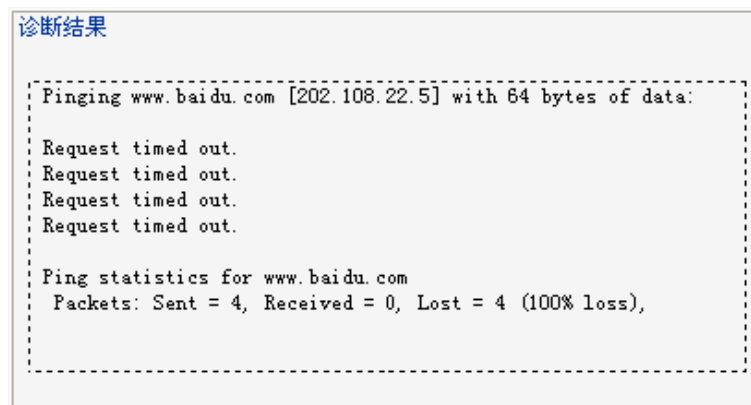 诊断结果
Pinging www.baidu.com [202.108.22.5] with 64 bytes of data:
Request timed out.
Request timed out.
Request timed out.
Request timed out.
Ping statistics for www.baidu.com
Packets: Sent = 4, Received = 0, Lost = 4 (100% loss),